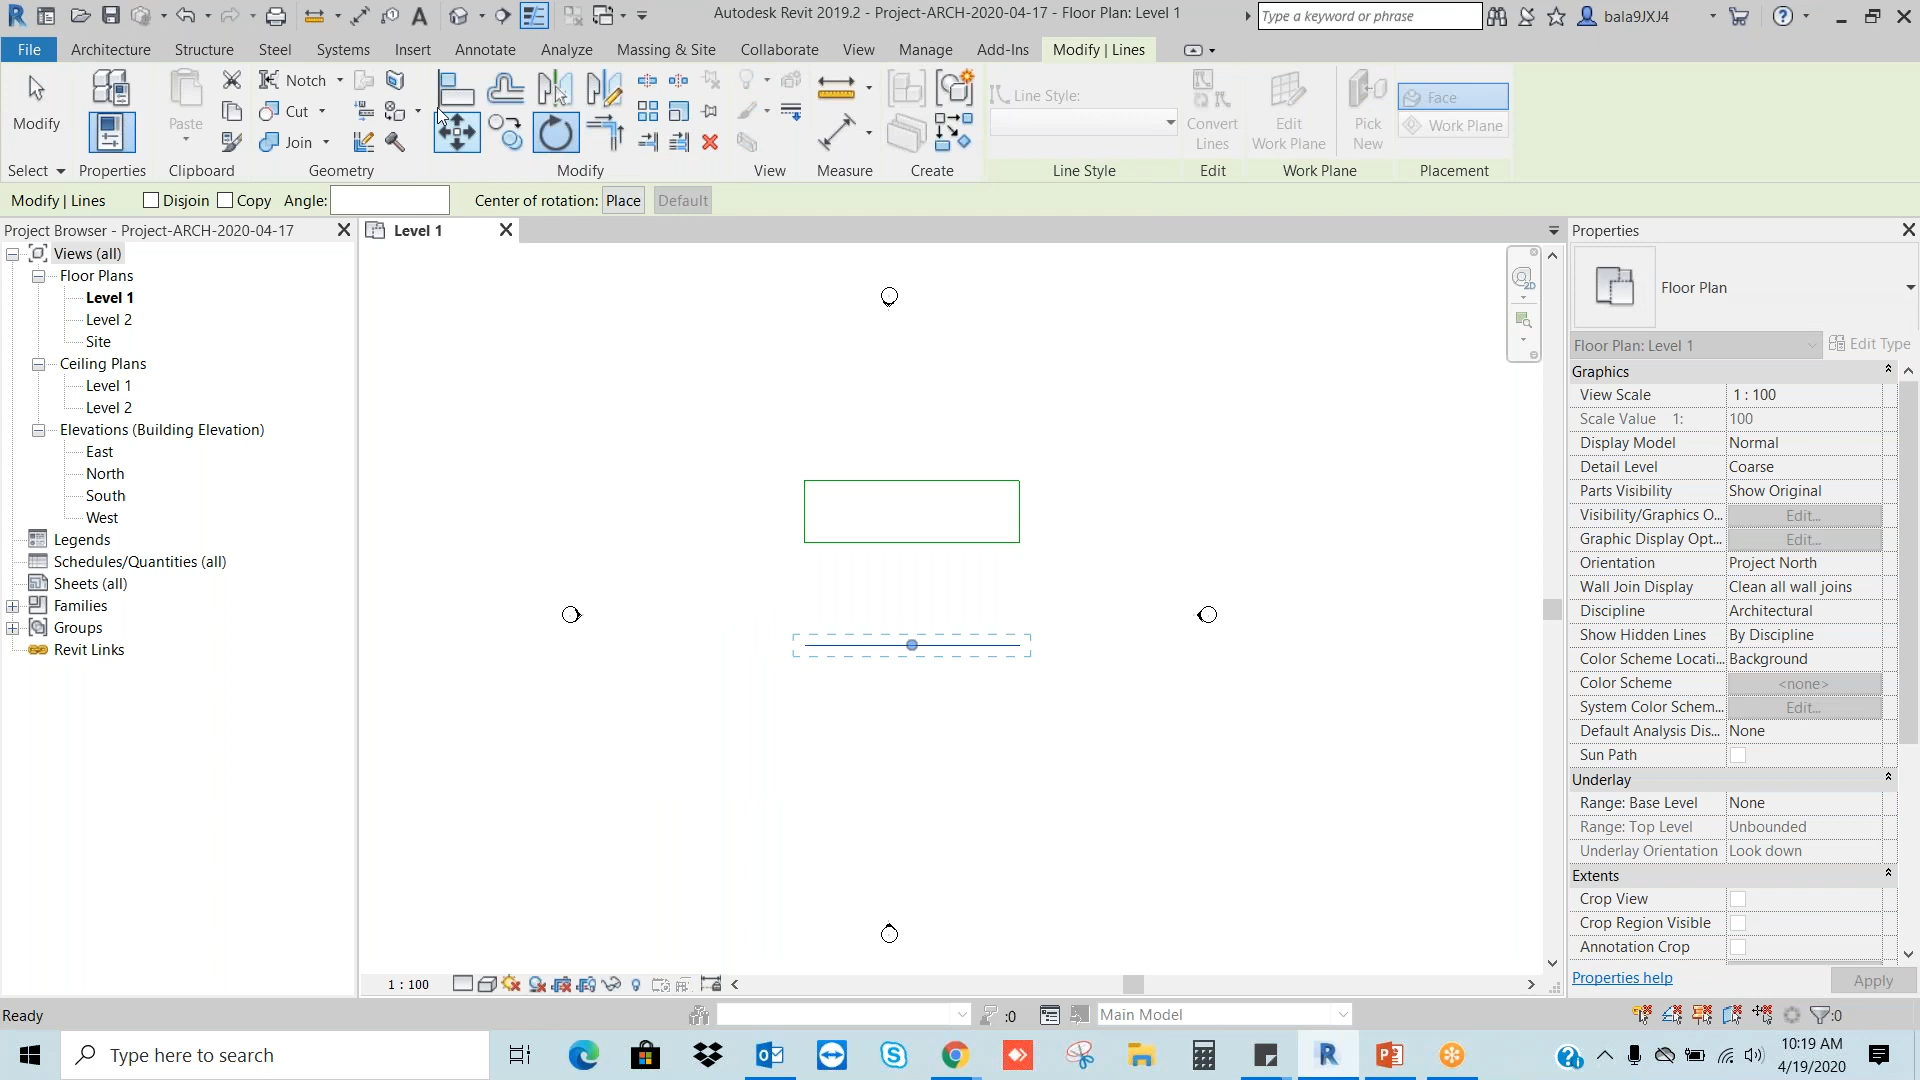 Autodesk Revit 2019.2 - Project-ARCH-2020-04-17 - Floor Plan: Level 1
Type a keyword or phrase
bala9JXJ4
File
Architecture
Structure
Steel
Systems
Insert
Annotate
Analyze
Massing & Site
Collaborate
View
Manage
Add-Ins
Modify | Lines
Modify
Paste
Notch
Cut
Join
Line Style:
Convert
Lines
Edit
Work Plane
Pick
New
Face
Work Plane
Select
Properties
Clipboard
Geometry
Modify
View
Measure
Create
Line Style
Edit
Work Plane
Placement
Modify | Lines
Disjoin
Copy
Angle:
Center of rotation:
Place
Default
Project Browser - Project-ARCH-2020-04-17
Views (all)
Floor Plans
Level 1
Level 2
Site
Ceiling Plans
Level 1
Level 2
Elevations (Building Elevation)
East
North
South
West
Legends
Schedules/Quantities (all)
Sheets (all)
Families
Groups
Revit Links
Level 1
2D
Properties
Floor Plan
Floor Plan: Level 1
Edit Type
Graphics
View Scale 1 : 100
Scale Value 1: 100
Display Model Normal
Detail Level Coarse
Parts Visibility Show Original
Visibility/Graphics O... Edit...
Graphic Display Opt... Edit...
Orientation Project North
Wall Join Display Clean all wall joins
Discipline Architectural
Show Hidden Lines By Discipline
Color Scheme Locati... Background
Color Scheme <none>
System Color Schem... Edit...
Default Analysis Dis... None
Sun Path
Underlay
Range: Base Level None
Range: Top Level Unbounded
Underlay Orientation Look down
Extents
Crop View
Crop Region Visible
Annotation Crop
Properties help
Apply
1 : 100
Ready
:0
Main Model
:0
Type here to search
10:19 AM
4/19/2020